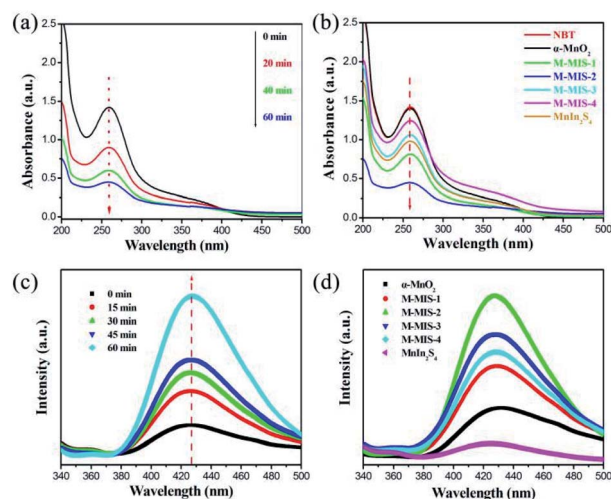 (a)
2.5
2.0
1.5
1.0
0.5
0.0
Absorbance (a.u.)
0 min
20 min
40 min
60 min
200 250 300 350 400 450 500
Wavelength (nm)
(b)
2.5
2.0
1.5
1.0
0.5
0.0
Absorbance (a.u.)
NBT
α-MnO₂
M-MIS-1
M-MIS-2
M-MIS-3
M-MIS-4
MnIn₂S₄
200 250 300 350 400 450 500
Wavelength (nm)
(c)
Intensity (a.u.)
0 min
15 min
30 min
45 min
60 min
340 360 380 400 420 440 460 480 500
Wavelength (nm)
(d)
Intensity (a.u.)
α-MnO₂
M-MIS-1
M-MIS-2
M-MIS-3
M-MIS-4
MnIn₂S₄
340 360 380 400 420 440 460 480 500
Wavelength (nm)